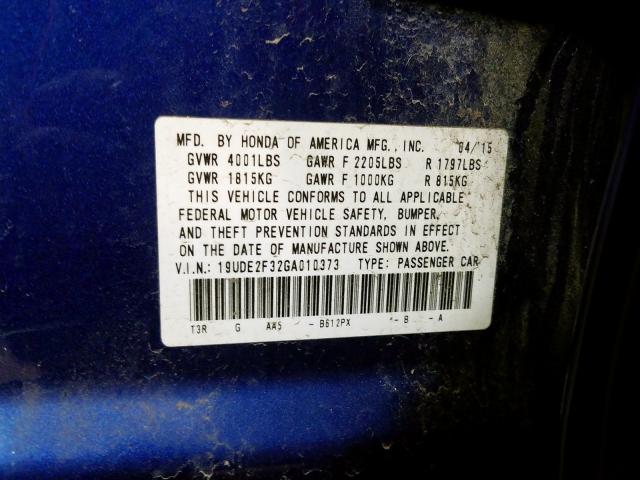 MFD. BY HONDA OF AMERICA MFG., INC. 04/'15
GVWR 4001LBS GAWR F 2205LBS R 1797LBS
GVWR 1815KG GAWR F 1000KG R 815KG
THIS VEHICLE CONFORMS TO ALL APPLICABLE
FEDERAL MOTOR VEHICLE SAFETY, BUMPER,
AND THEFT PREVENTION STANDARDS IN EFFECT
ON THE DATE OF MANUFACTURE SHOWN ABOVE.
V.I.N.: 19UDE2F32GA010373 TYPE: PASSENGER CAR
T3R G AA5 - B612PX - B - A